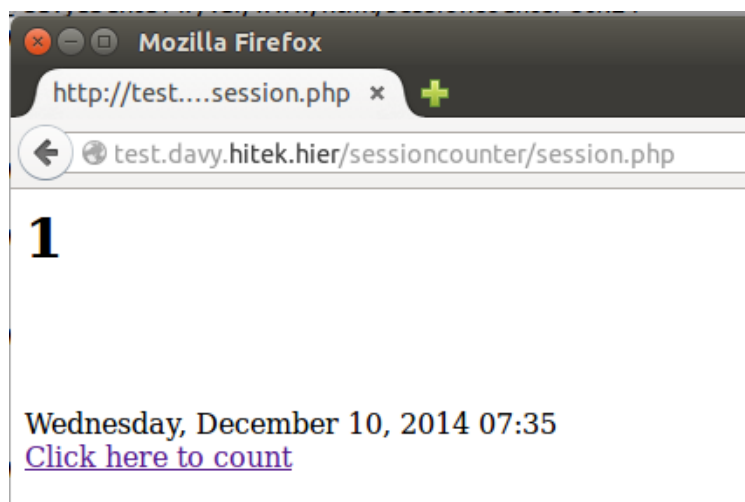 Mozilla Firefox
http://test....session.php
test.davy.hitek.hier/sessioncounter/session.php
1
Wednesday, December 10, 2014 07:35
Click here to count